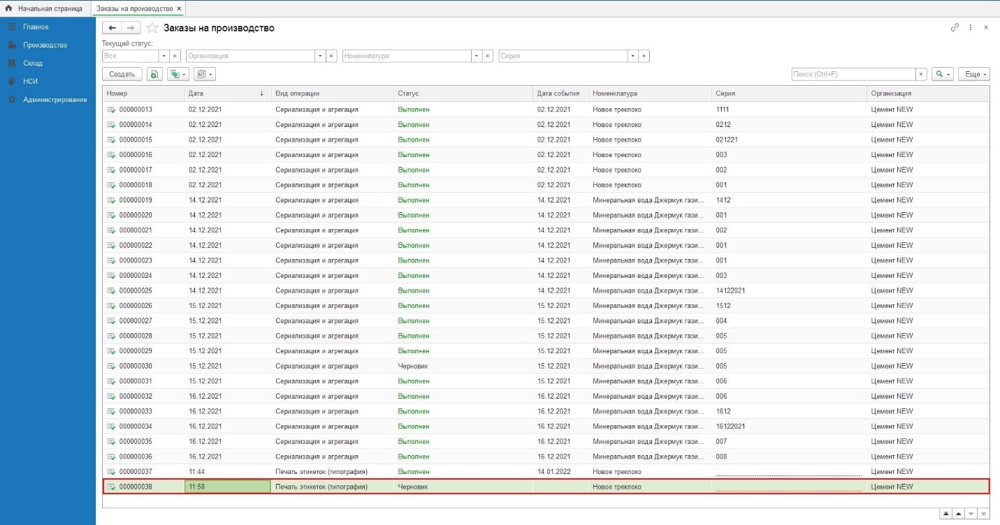 Начальная страница Заказы на производство ×
Главное
Производство
Склад
НСИ
Администрирование
Заказы на производство
Текущий статус:
Все Организация Номенклатура Серия
Создать Поиск (Ctrl+F) Еще
Номер Дата ↓ Вид операции Статус Дата события Номенклатура Серия Организация
000000013 02.12.2021 Сериализация и агрегация Выполнен 02.12.2021 Новое треклоко 1111 Цемент NEW
000000014 02.12.2021 Сериализация и агрегация Выполнен 02.12.2021 Новое треклоко 0212 Цемент NEW
000000015 02.12.2021 Сериализация и агрегация Выполнен 02.12.2021 Новое треклоко 021221 Цемент NEW
000000016 02.12.2021 Сериализация и агрегация Выполнен 02.12.2021 Новое треклоко 003 Цемент NEW
000000017 02.12.2021 Сериализация и агрегация Выполнен 02.12.2021 Новое треклоко 002 Цемент NEW
000000018 02.12.2021 Сериализация и агрегация Выполнен 02.12.2021 Новое треклоко 001 Цемент NEW
000000019 14.12.2021 Сериализация и агрегация Выполнен 14.12.2021 Минеральная вода Джермук гази... 1412 Цемент NEW
000000020 14.12.2021 Сериализация и агрегация Выполнен 14.12.2021 Минеральная вода Джермук гази... 001 Цемент NEW
000000021 14.12.2021 Сериализация и агрегация Выполнен 14.12.2021 Минеральная вода Джермук гази... 002 Цемент NEW
000000022 14.12.2021 Сериализация и агрегация Выполнен 14.12.2021 Минеральная вода Джермук гази... 001 Цемент NEW
000000023 14.12.2021 Сериализация и агрегация Выполнен 14.12.2021 Минеральная вода Джермук гази... 001 Цемент NEW
000000024 14.12.2021 Сериализация и агрегация Выполнен 14.12.2021 Минеральная вода Джермук гази... 003 Цемент NEW
000000025 14.12.2021 Сериализация и агрегация Выполнен 14.12.2021 Минеральная вода Джермук гази... 14122021 Цемент NEW
000000026 15.12.2021 Сериализация и агрегация Выполнен 15.12.2021 Минеральная вода Джермук гази... 1512 Цемент NEW
000000027 15.12.2021 Сериализация и агрегация Выполнен 15.12.2021 Минеральная вода Джермук гази... 004 Цемент NEW
000000028 15.12.2021 Сериализация и агрегация Выполнен 15.12.2021 Минеральная вода Джермук гази... 005 Цемент NEW
000000029 15.12.2021 Сериализация и агрегация Выполнен 15.12.2021 Минеральная вода Джермук гази... 005 Цемент NEW
000000030 15.12.2021 Сериализация и агрегация Черновик 15.12.2021 Минеральная вода Джермук гази... 005 Цемент NEW
000000031 15.12.2021 Сериализация и агрегация Выполнен 15.12.2021 Минеральная вода Джермук гази... 006 Цемент NEW
000000032 16.12.2021 Сериализация и агрегация Выполнен 16.12.2021 Минеральная вода Джермук гази... 006 Цемент NEW
000000033 16.12.2021 Сериализация и агрегация Выполнен 16.12.2021 Минеральная вода Джермук гази... 1612 Цемент NEW
000000034 16.12.2021 Сериализация и агрегация Выполнен 16.12.2021 Минеральная вода Джермук гази... 16122021 Цемент NEW
000000035 16.12.2021 Сериализация и агрегация Выполнен 16.12.2021 Минеральная вода Джермук гази... 007 Цемент NEW
000000036 16.12.2021 Сериализация и агрегация Выполнен 16.12.2021 Минеральная вода Джермук гази... 008 Цемент NEW
000000037 11:44 Печать этикеток (типография) Выполнен 14.01.2022 Новое треклоко Цемент NEW
000000038 11:58 Печать этикеток (типография) Черновик Новое треклоко Цемент NEW